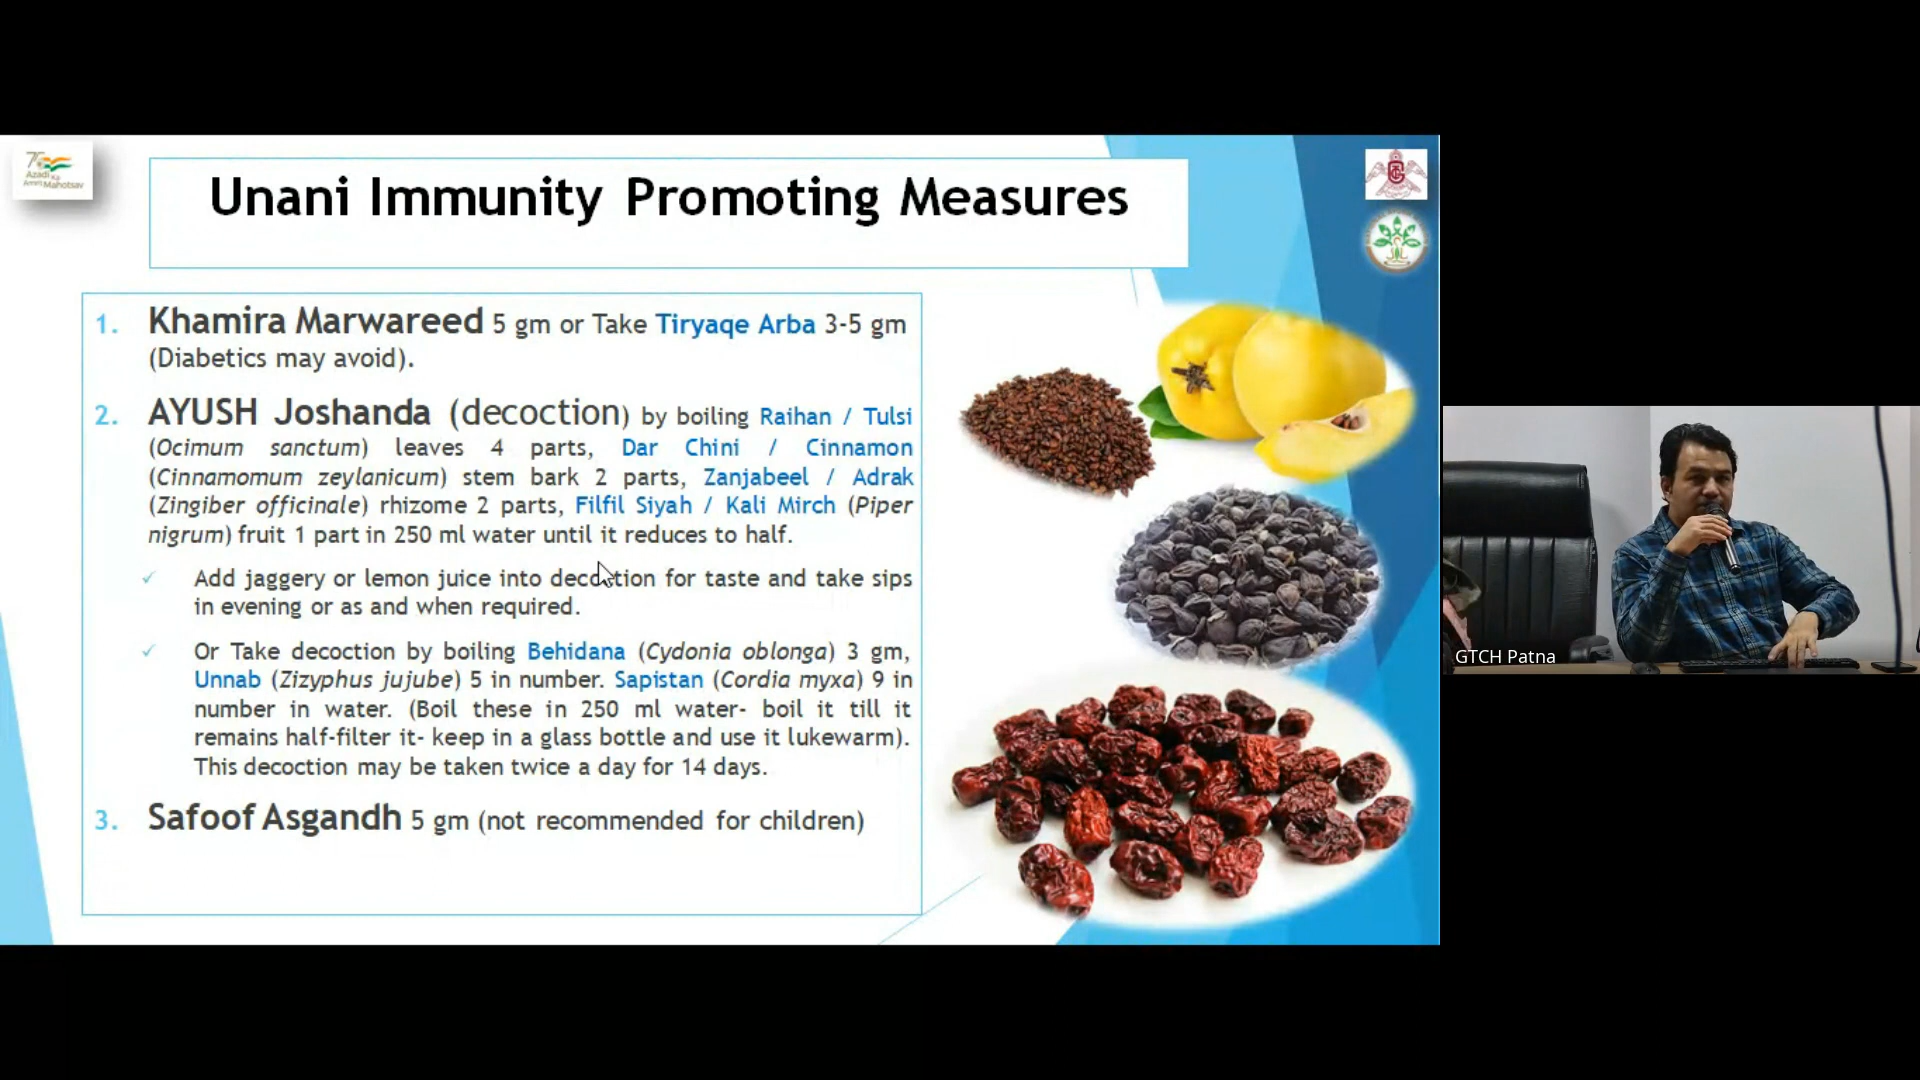 75
Azadi Ka
Amrit Mahotsav
Unani Immunity Promoting Measures
1. Khamira Marwareed 5 gm or Take Tiryaqe Arba 3-5 gm
(Diabetics may avoid).
2. AYUSH Joshanda (decoction) by boiling Raihan / Tulsi
(Ocimum sanctum) leaves 4 parts, Dar Chini / Cinnamon
(Cinnamomum zeylanicum) stem bark 2 parts, Zanjabeel / Adrak
(Zingiber officinale) rhizome 2 parts, Filfil Siyah / Kali Mirch (Piper
nigrum) fruit 1 part in 250 ml water until it reduces to half.
✓ Add jaggery or lemon juice into decoction for taste and take sips
in evening or as and when required.
✓ Or Take decoction by boiling Behidana (Cydonia oblonga) 3 gm,
Unnab (Zizyphus jujube) 5 in number. Sapistan (Cordia myxa) 9 in
number in water. (Boil these in 250 ml water- boil it till it
remains half-filter it- keep in a glass bottle and use it lukewarm).
This decoction may be taken twice a day for 14 days.
3. Safoof Asgandh 5 gm (not recommended for children)
GTCH Patna